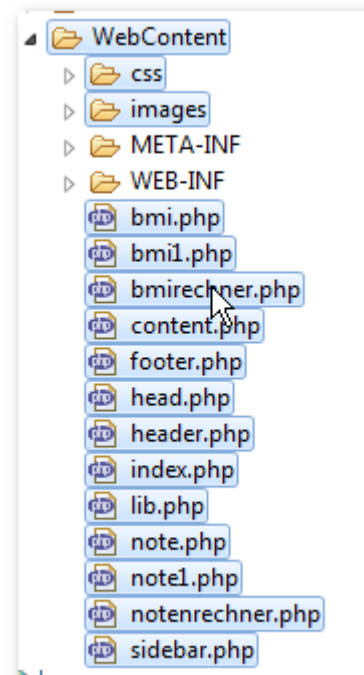 WebContent
css
images
META-INF
WEB-INF
bmi.php
bmi1.php
bmirechner.php
content.php
footer.php
head.php
header.php
index.php
lib.php
note.php
note1.php
notenrechner.php
sidebar.php